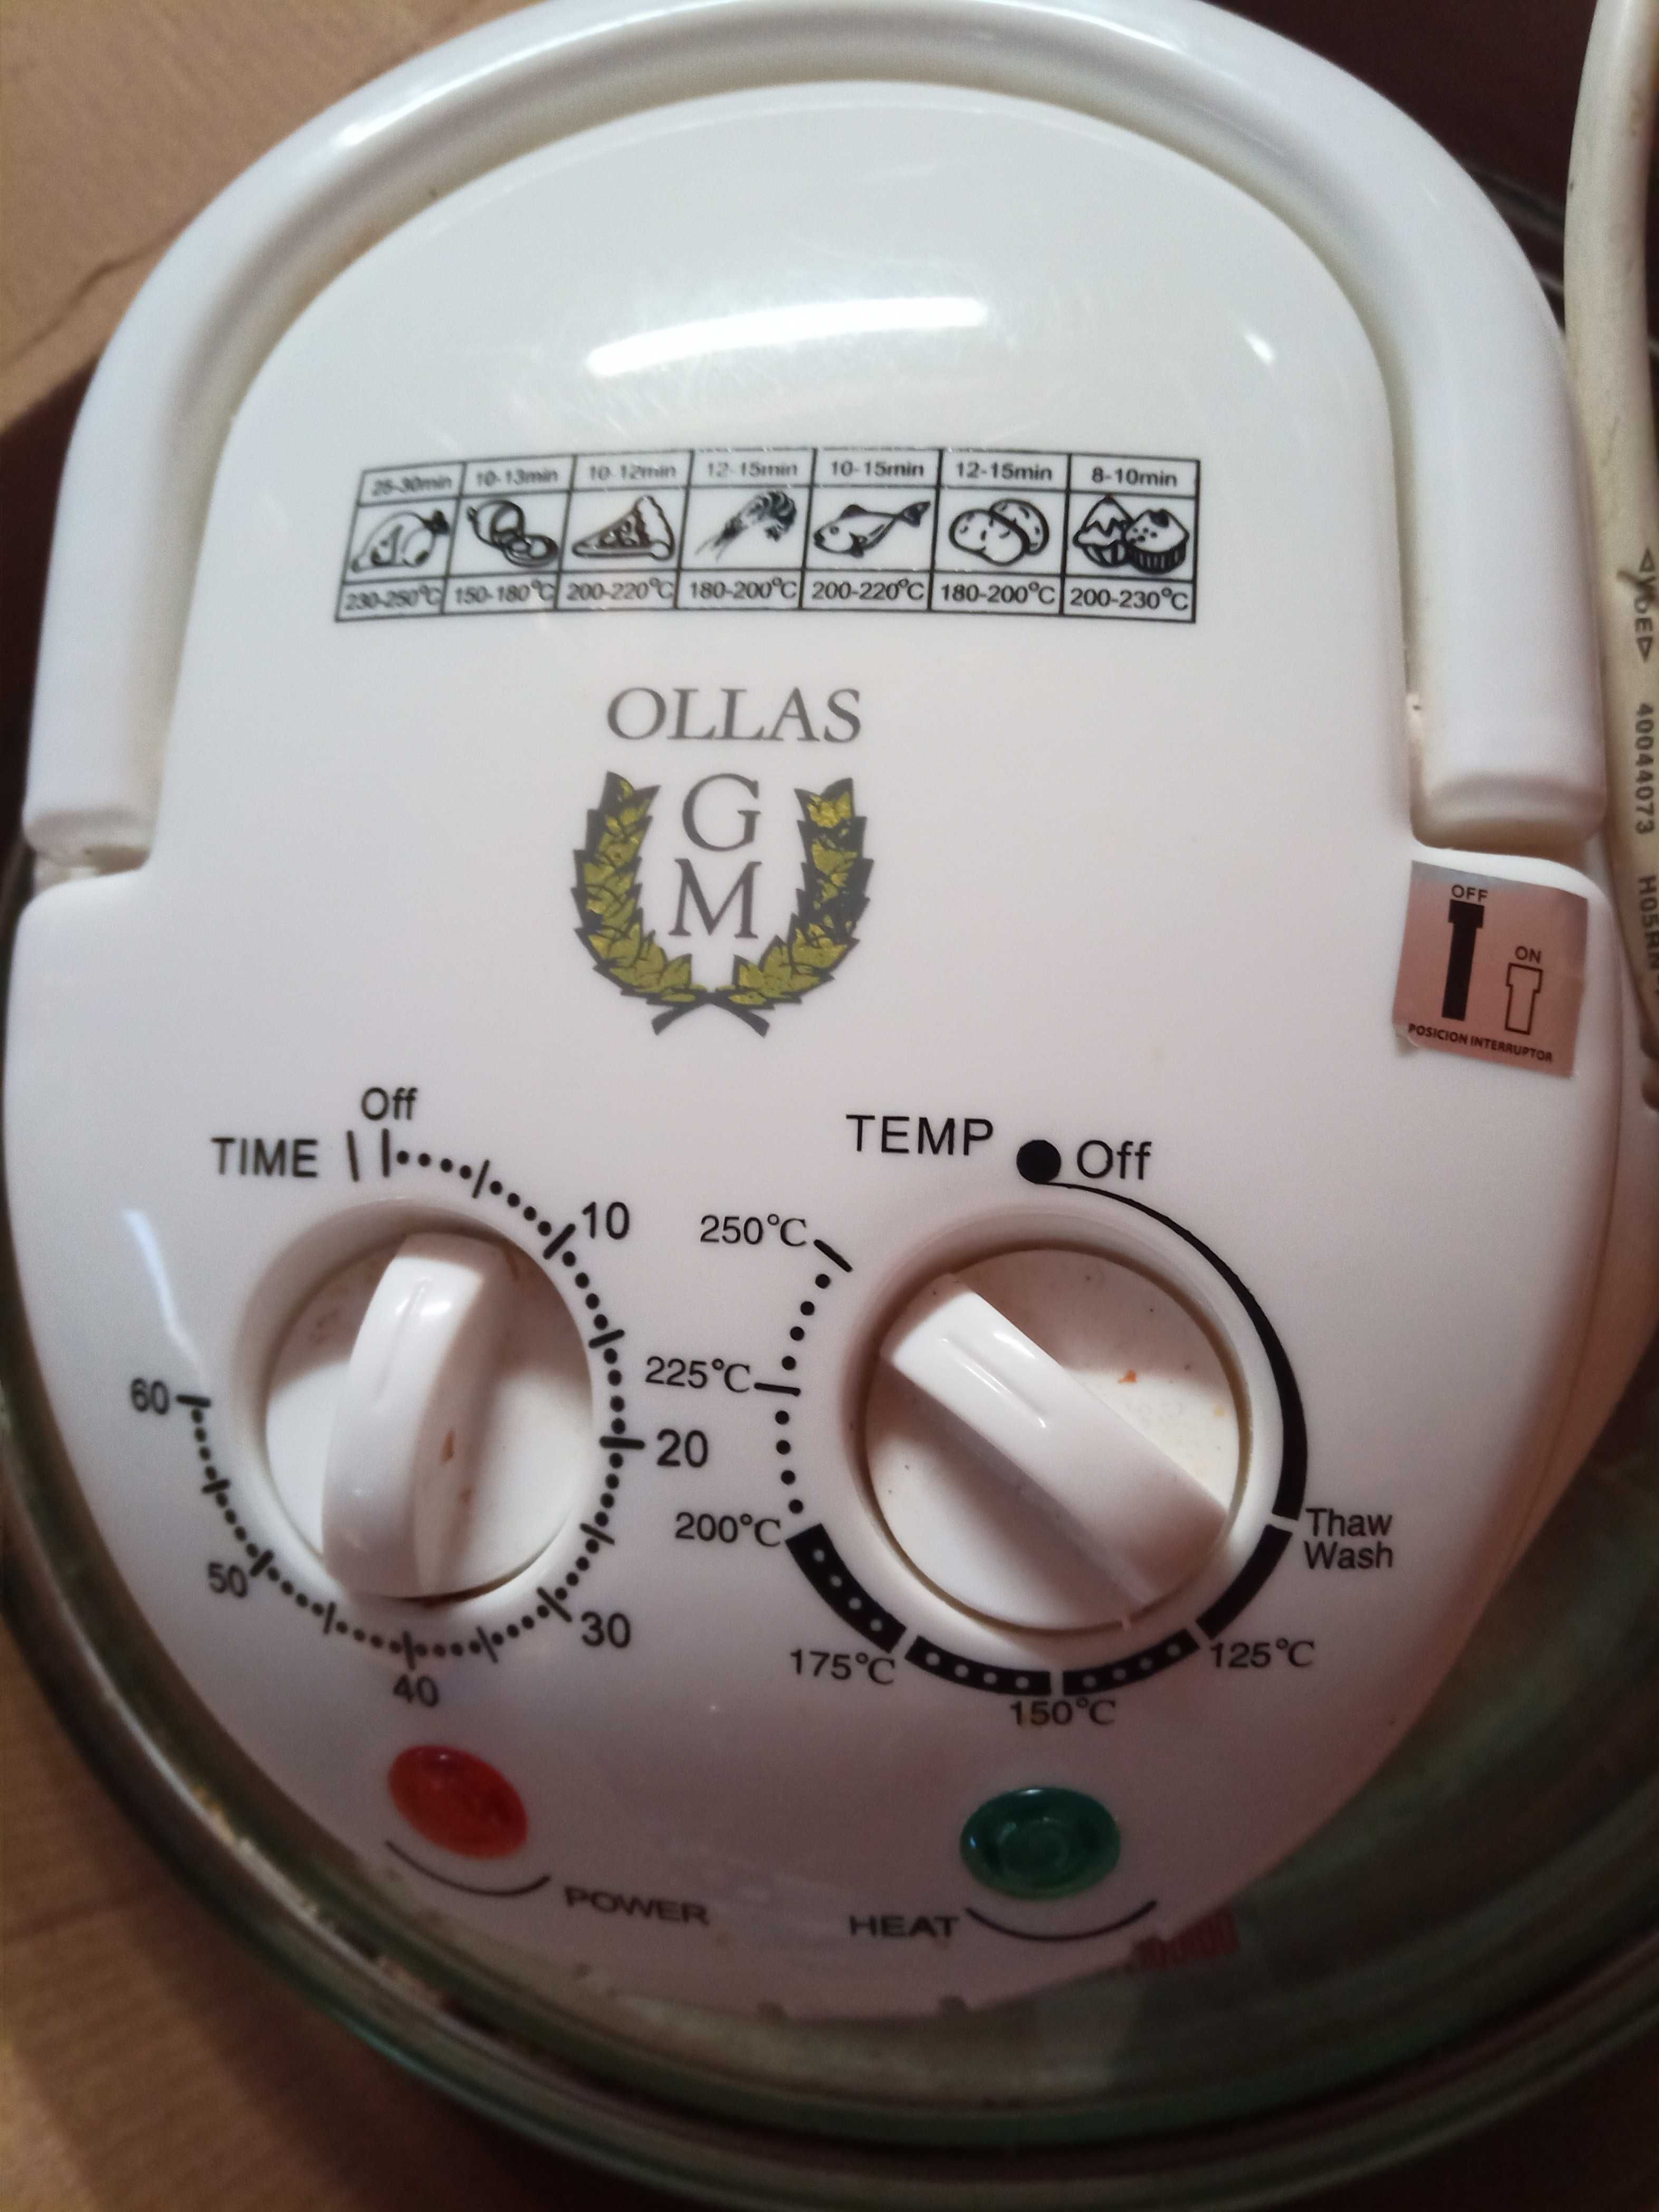 25-30min 10-13min 10-12min 12-15min 10-15min 12-15min 8-10min
230-250°C 150-180°C 200-220°C 180-200°C 200-220°C 180-200°C 200-230°C
OLLAS
G
M
OFF
ON
POSICION INTERRUPTOR
TIME
Off
10
20
30
40
50
60
TEMP
Off
Thaw
Wash
125°C
150°C
175°C
200°C
225°C
250°C
POWER
HEAT
40044073